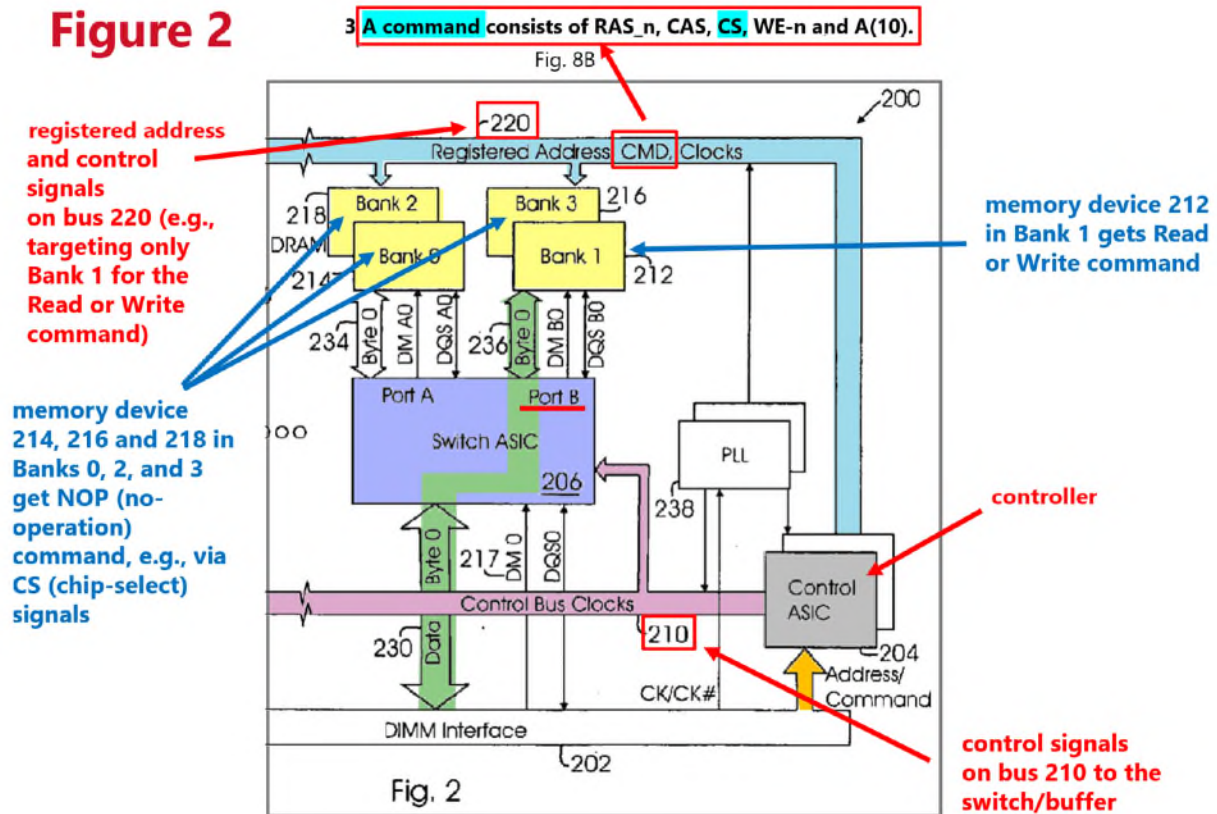 Figure 2
3 A command consists of RAS_n, CAS, CS, WE-n and A(10).
Fig. 8B
200
220
Registered Address, CMD, Clocks
registered address
and control
signals
on bus 220 (e.g.,
targeting only
Bank 1 for the
Read or Write
command)
218
Bank 2
Bank 3
216
DRAM
Bank 0
Bank 1
214
212
memory device 212
in Bank 1 gets Read
or Write command
234
Byte 0
DM A0
DQS A0
236
Byte 0
DM B0
DQS B0
memory device
214, 216 and 218 in
Banks 0, 2, and 3
get NOP (no-
operation)
command, e.g., via
CS (chip-select)
signals
Port A
Port B
Switch ASIC
206
PLL
238
controller
217
DM 0
DQS0
Byte 0
Data
230
Control Bus Clocks
210
Control
ASIC
204
Address/
Command
CK/CK#
DIMM Interface
202
control signals
on bus 210 to the
switch/buffer
Fig. 2